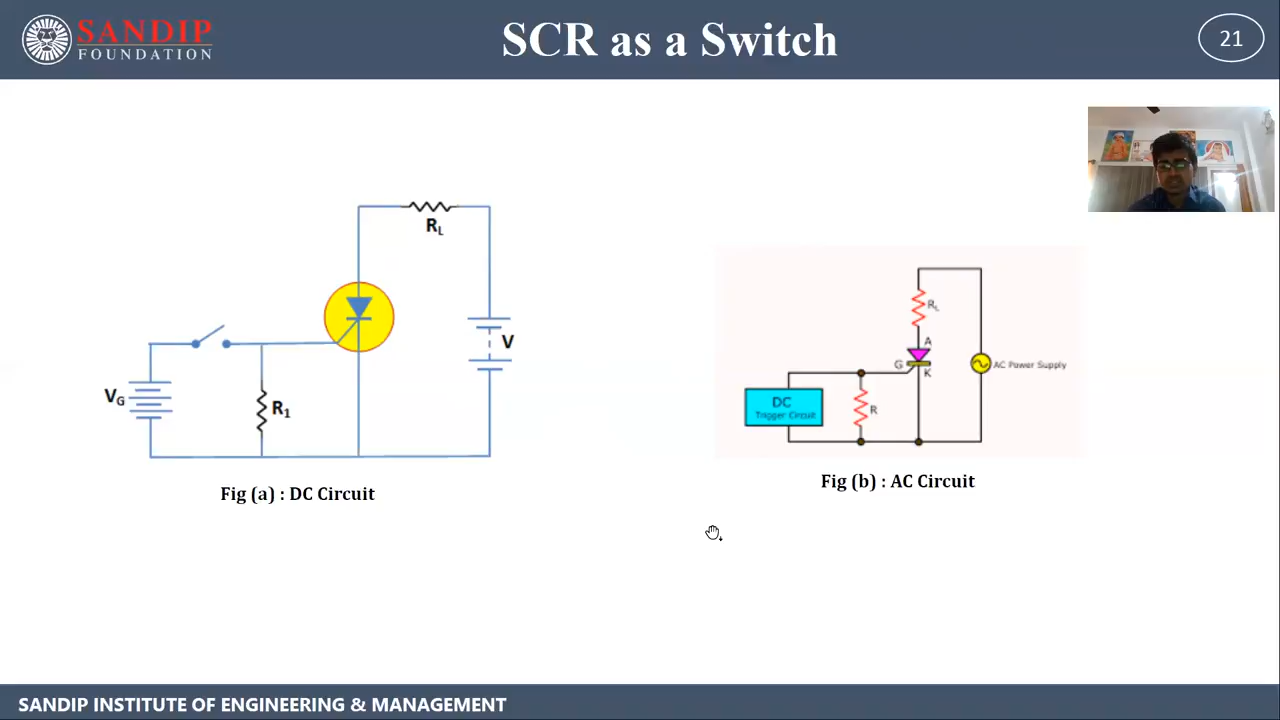 SANDIP
FOUNDATION
SCR as a Switch
21
RL
V
VG
R1
Fig (a) : DC Circuit
RL
A
G
K
AC Power Supply
DC
Trigger Circuit
R
Fig (b) : AC Circuit
SANDIP INSTITUTE OF ENGINEERING & MANAGEMENT